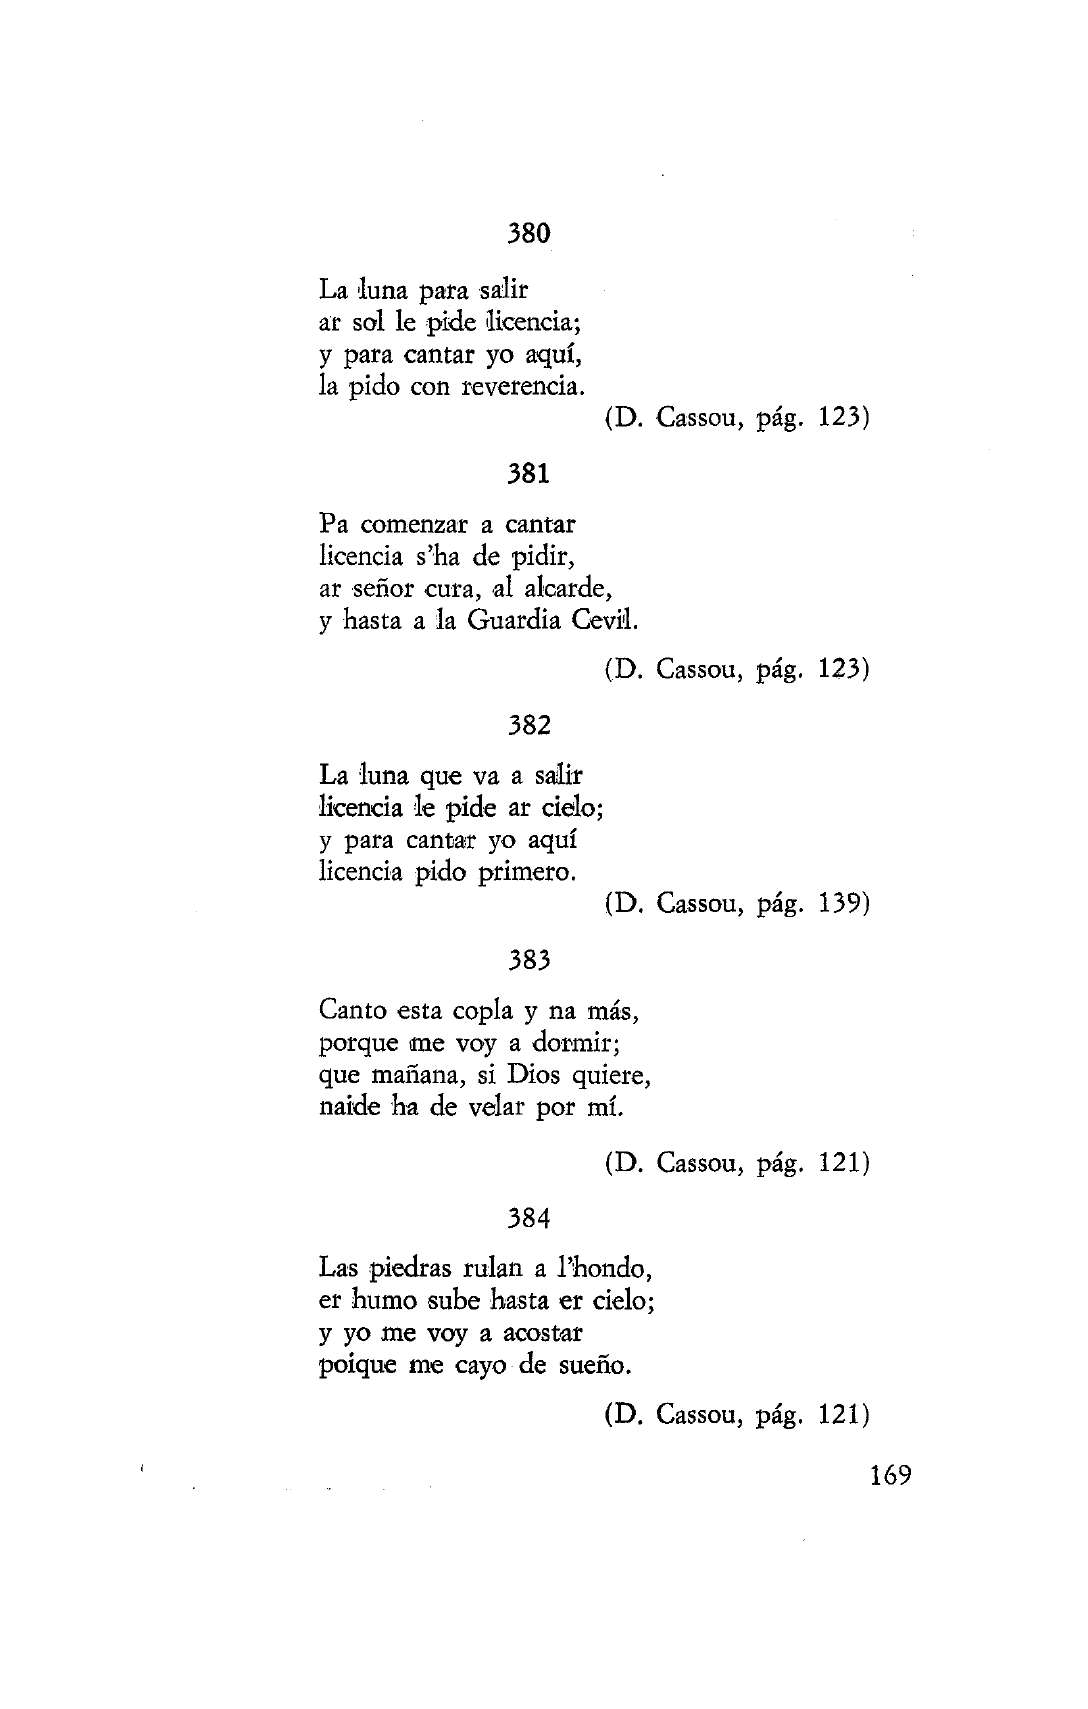 380
La luna para salir
ar sol le pide licencia;
y para cantar yo aquí,
la pido con reverencia.
(D. Cassou, pág. 123)
381
Pa comenzar a cantar
licencia s'ha de pidir,
ar señor cura, al alcarde,
y hasta a la Guardia Cevil.
(D. Cassou, pág. 123)
382
La luna que va a salir
licencia le pide ar cielo;
y para cantar yo aquí
licencia pido primero.
(D. Cassou, pág. 139)
383
Canto esta copla y na más,
porque me voy a dormir;
que mañana, si Dios quiere,
naide ha de velar por mí.
(D. Cassou, pág. 121)
384
Las piedras rulan a l'hondo,
er humo sube hasta er cielo;
y yo me voy a acostar
poique me cayo de sueño.
(D. Cassou, pág. 121)
169